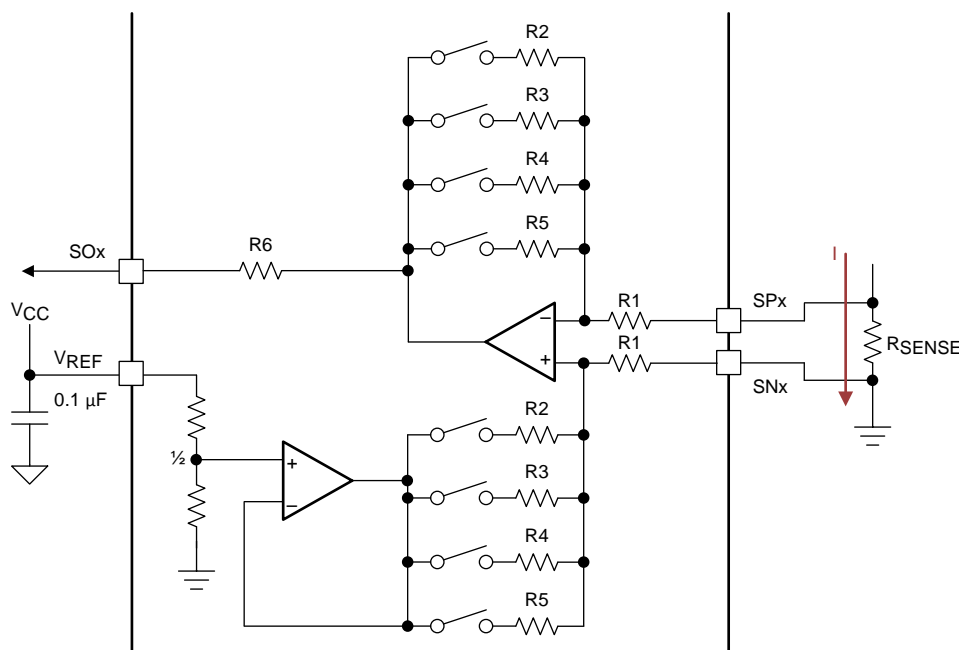 R2
R3
R4
R5
SOx
R6
I
VCC
VREF
0.1 µF
R1
SPx
−
+
R1
SNx
RSENSE
½
+
−
R2
R3
R4
R5